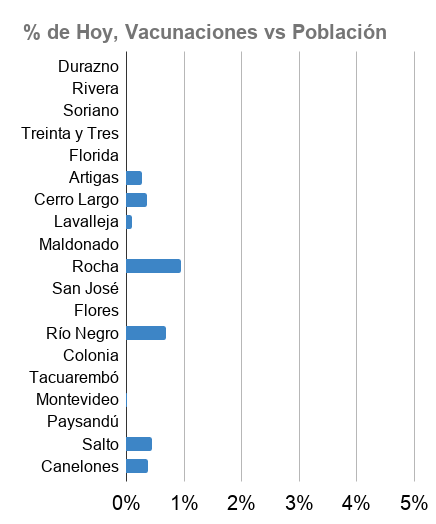 % de Hoy, Vacunaciones vs Población
Durazno
Rivera
Soriano
Treinta y Tres
Florida
Artigas
Cerro Largo
Lavalleja
Maldonado
Rocha
San José
Flores
Río Negro
Colonia
Tacuarembó
Montevideo
Paysandú
Salto
Canelones
0% 1% 2% 3% 4% 5%